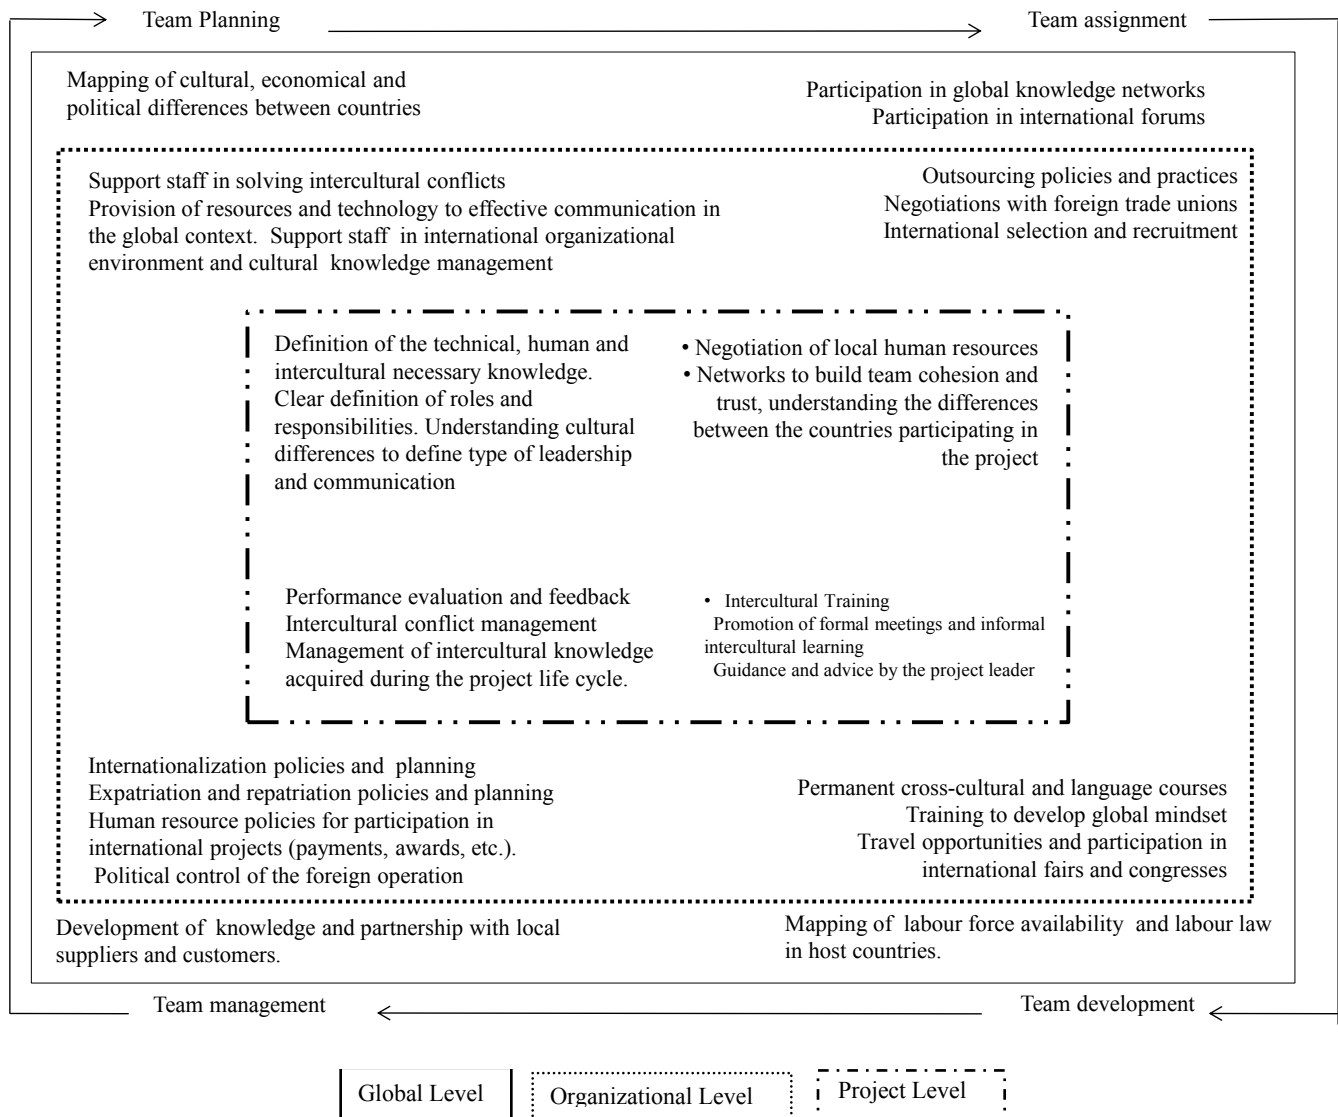 Team Planning
Team assignment
Mapping of cultural, economical and
political differences between countries
Participation in global knowledge networks
Participation in international forums
Support staff in solving intercultural conflicts
Provision of resources and technology to effective communication in
the global context. Support staff in international organizational
environment and cultural knowledge management
Outsourcing policies and practices
Negotiations with foreign trade unions
International selection and recruitment
Definition of the technical, human and
intercultural necessary knowledge.
Clear definition of roles and
responsibilities. Understanding cultural
differences to define type of leadership
and communication
• Negotiation of local human resources
• Networks to build team cohesion and
trust, understanding the differences
between the countries participating in
the project
Performance evaluation and feedback
Intercultural conflict management
Management of intercultural knowledge
acquired during the project life cycle.
• Intercultural Training
Promotion of formal meetings and informal
intercultural learning
Guidance and advice by the project leader
Internationalization policies and planning
Expatriation and repatriation policies and planning
Human resource policies for participation in
international projects (payments, awards, etc.).
Political control of the foreign operation
Permanent cross-cultural and language courses
Training to develop global mindset
Travel opportunities and participation in
international fairs and congresses
Development of knowledge and partnership with local
suppliers and customers.
Mapping of labour force availability and labour law
in host countries.
Team management
Team development
Global Level
Organizational Level
Project Level